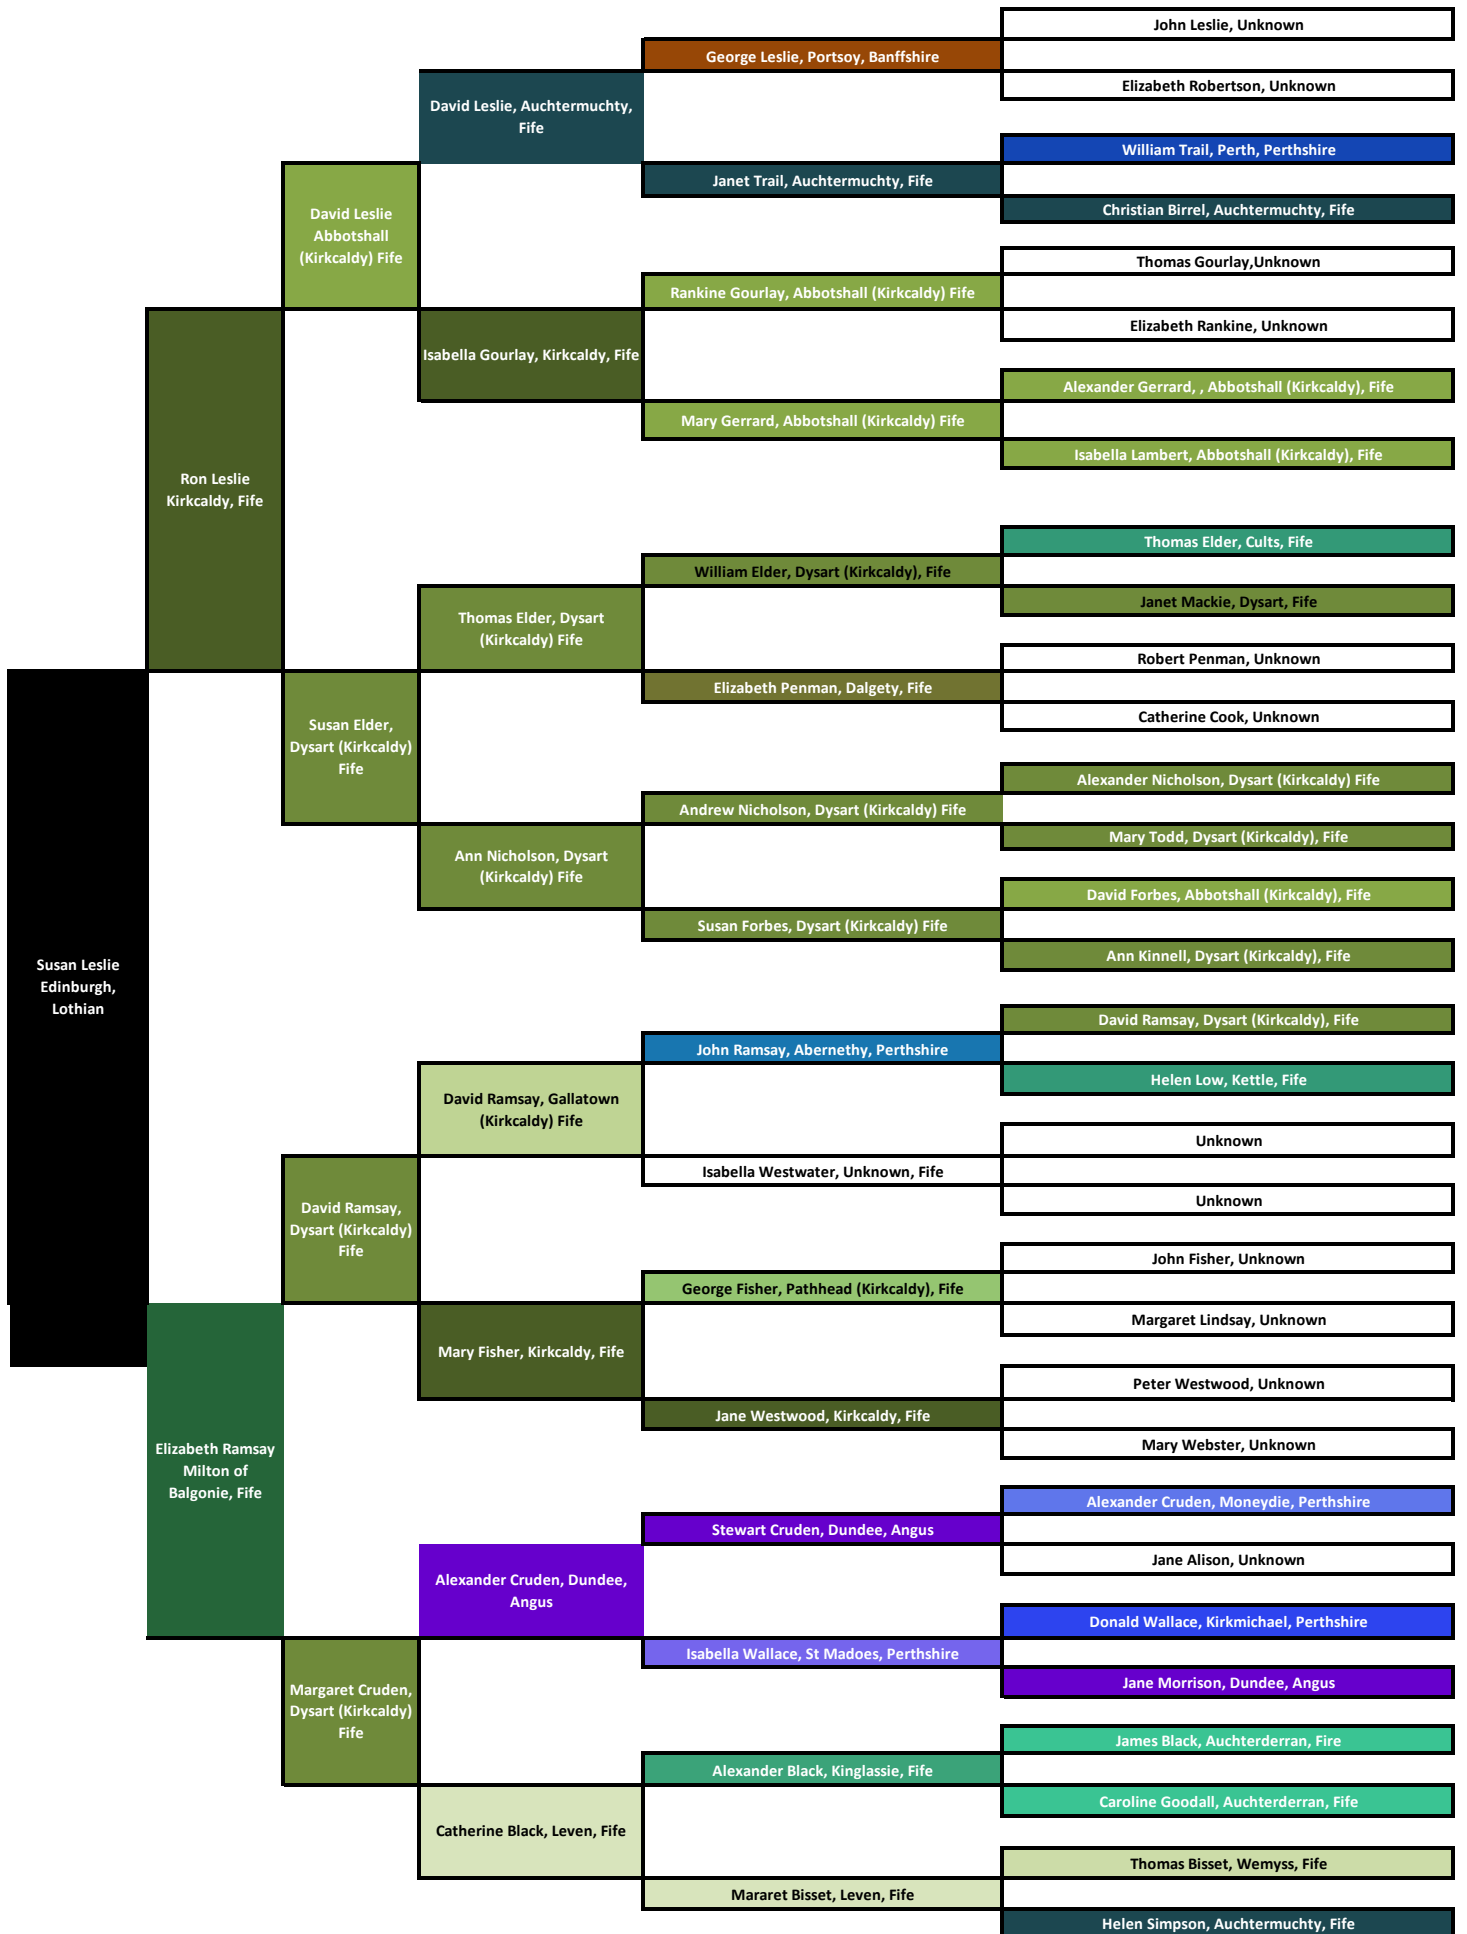 John Leslie, Unknown
George Leslie, Portsoy, Banffshire
Elizabeth Robertson, Unknown
David Leslie, Auchtermuchty,
Fife
William Trail, Perth, Perthshire
Janet Trail, Auchtermuchty, Fife
Christian Birrel, Auchtermuchty, Fife
David Leslie
Abbotshall
(Kirkcaldy) Fife
Thomas Gourlay,Unknown
Rankine Gourlay, Abbotshall (Kirkcaldy) Fife
Elizabeth Rankine, Unknown
Isabella Gourlay, Kirkcaldy, Fife
Alexander Gerrard, , Abbotshall (Kirkcaldy), Fife
Mary Gerrard, Abbotshall (Kirkcaldy) Fife
Isabella Lambert, Abbotshall (Kirkcaldy), Fife
Ron Leslie
Kirkcaldy, Fife
Thomas Elder, Cults, Fife
William Elder, Dysart (Kirkcaldy), Fife
Janet Mackie, Dysart, Fife
Thomas Elder, Dysart
(Kirkcaldy) Fife
Robert Penman, Unknown
Elizabeth Penman, Dalgety, Fife
Catherine Cook, Unknown
Susan Elder,
Dysart (Kirkcaldy)
Fife
Alexander Nicholson, Dysart (Kirkcaldy) Fife
Andrew Nicholson, Dysart (Kirkcaldy) Fife
Mary Todd, Dysart (Kirkcaldy), Fife
Ann Nicholson, Dysart
(Kirkcaldy) Fife
David Forbes, Abbotshall (Kirkcaldy), Fife
Susan Forbes, Dysart (Kirkcaldy) Fife
Ann Kinnell, Dysart (Kirkcaldy), Fife
Susan Leslie
Edinburgh,
Lothian
David Ramsay, Dysart (Kirkcaldy), Fife
John Ramsay, Abernethy, Perthshire
Helen Low, Kettle, Fife
David Ramsay, Gallatown
(Kirkcaldy) Fife
Unknown
Isabella Westwater, Unknown, Fife
Unknown
David Ramsay,
Dysart (Kirkcaldy)
Fife
John Fisher, Unknown
George Fisher, Pathhead (Kirkcaldy), Fife
Margaret Lindsay, Unknown
Mary Fisher, Kirkcaldy, Fife
Peter Westwood, Unknown
Jane Westwood, Kirkcaldy, Fife
Mary Webster, Unknown
Elizabeth Ramsay
Milton of
Balgonie, Fife
Alexander Cruden, Moneydie, Perthshire
Stewart Cruden, Dundee, Angus
Jane Alison, Unknown
Alexander Cruden, Dundee,
Angus
Donald Wallace, Kirkmichael, Perthshire
Isabella Wallace, St Madoes, Perthshire
Jane Morrison, Dundee, Angus
Margaret Cruden,
Dysart (Kirkcaldy)
Fife
James Black, Auchterderran, Fire
Alexander Black, Kinglassie, Fife
Caroline Goodall, Auchterderran, Fife
Catherine Black, Leven, Fife
Thomas Bisset, Wemyss, Fife
Mararet Bisset, Leven, Fife
Helen Simpson, Auchtermuchty, Fife